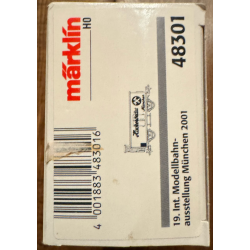 märklin
H0
48301
19. Int. Modellbahn-
ausstellung München 2001
4 001883 483016